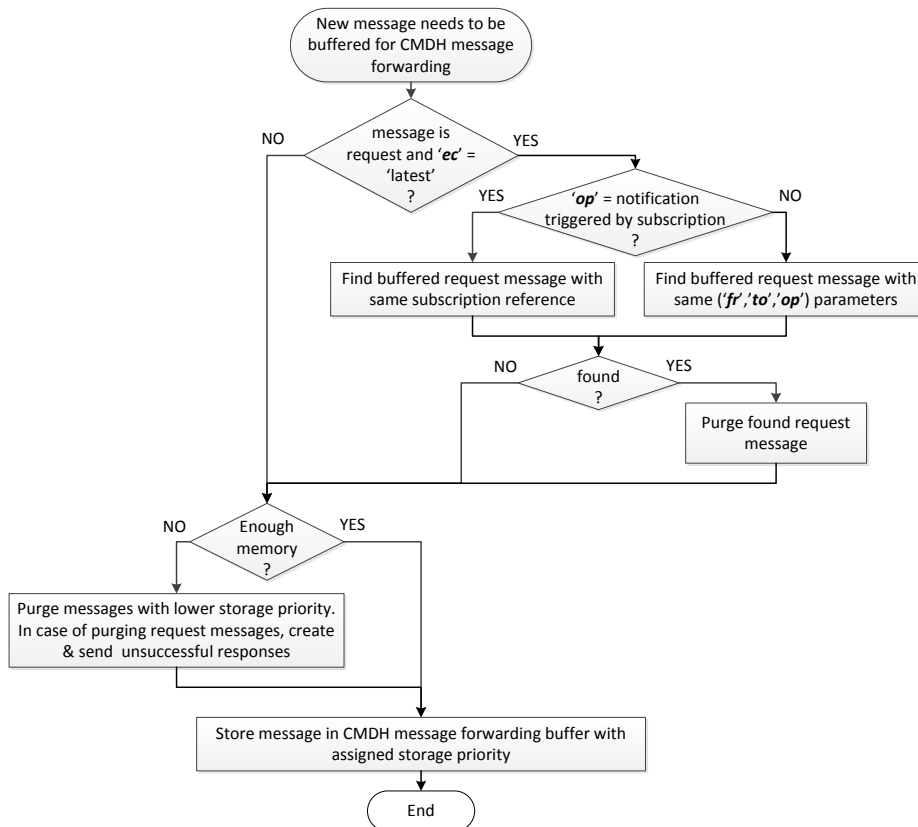 New message needs to be
buffered for CMDH message
forwarding
NO
message is
request and ‘ec’ =
‘latest’
?
YES
YES
‘op’ = notification
triggered by subscription
?
NO
Find buffered request message with
same subscription reference
Find buffered request message with
same (‘fr’,’to’,’op’) parameters
NO
found
?
YES
Purge found request
message
NO
Enough
memory
?
YES
Purge messages with lower storage priority.
In case of purging request messages, create
& send  unsuccessful responses
Store message in CMDH message forwarding buffer with
assigned storage priority
End